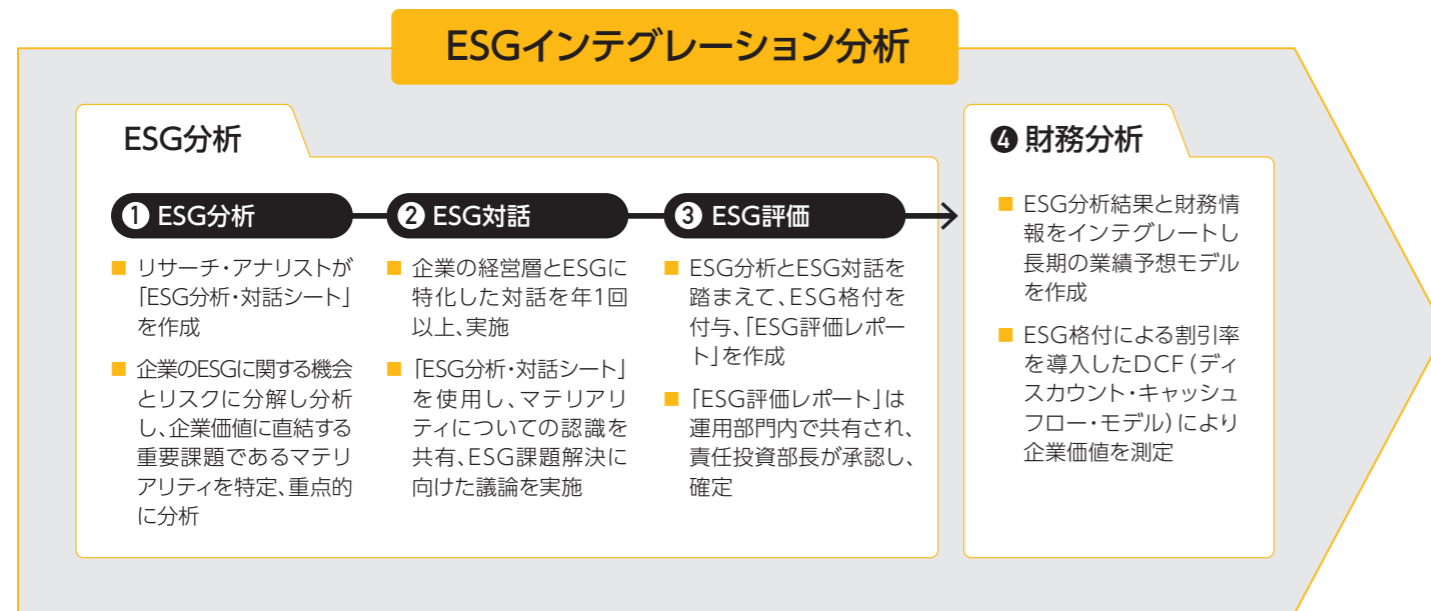 ESGインテグレーション分析
ESG分析
❶ ESG分析
■ リサーチ・アナリストが
「ESG分析・対話シート」
を作成
■ 企業のESGに関する機会
とリスクに分解し分析
し、企業価値に直結する
重要課題であるマテリ
アリティを特定、重点的
に分析
❷ ESG対話
■ 企業の経営層とESGに
特化した対話を年1回
以上、実施
■ 「ESG分析・対話シート」
を使用し、マテリアリ
ティについての認識を
共有、ESG課題解決に
向けた議論を実施
❸ ESG評価
■ ESG分析とESG対話を
踏まえて、ESG格付を
付与、「ESG評価レポー
ト」を作成
■ 「ESG評価レポート」は
運用部門内で共有され、
責任投資部長が承認し、
確定
❹ 財務分析
■ ESG分析結果と財務情
報をインテグレートし
長期の業績予想モデル
を作成
■ ESG格付による割引率
を導入したDCF（ディ
スカウント・キャッシュ
フロー・モデル）により
企業価値を測定